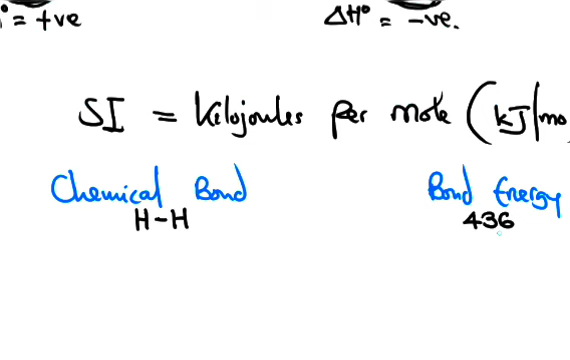 ° = +ve ΔH° = -ve.
SI = Kilojoules per mole (kJ/mo
Chemical Bond Bond Energy
H-H 436